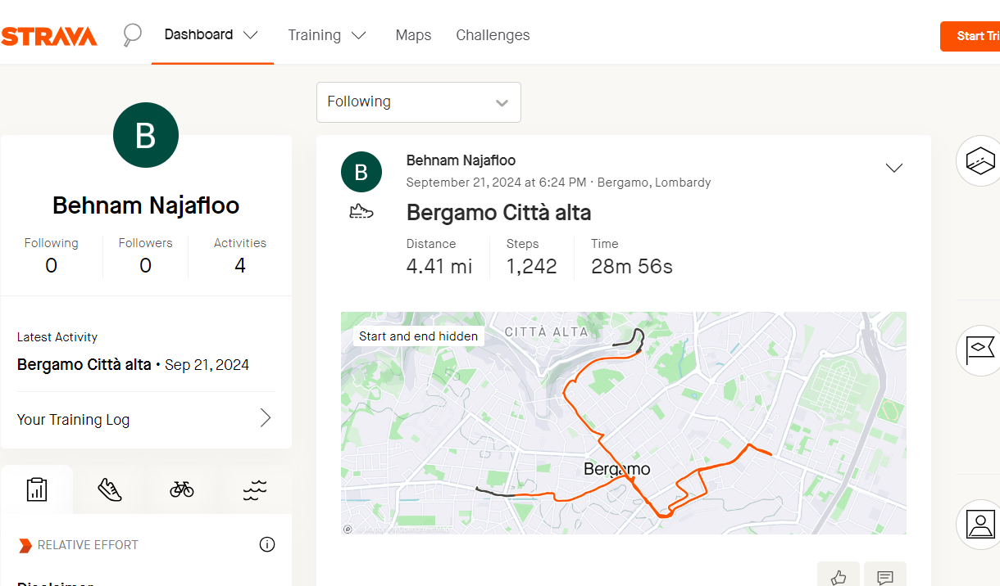 STRAVA
Dashboard
Training
Maps
Challenges
Start Tri
Following
B
Behnam Najafloo
Following
Followers
Activities
0
0
4
Latest Activity
Bergamo Città alta • Sep 21, 2024
Your Training Log
RELATIVE EFFORT
B
Behnam Najafloo
September 21, 2024 at 6:24 PM · Bergamo, Lombardy
Bergamo Città alta
Distance
Steps
Time
4.41 mi
1,242
28m 56s
Start and end hidden
CITTÀ ALTA
Bergamo